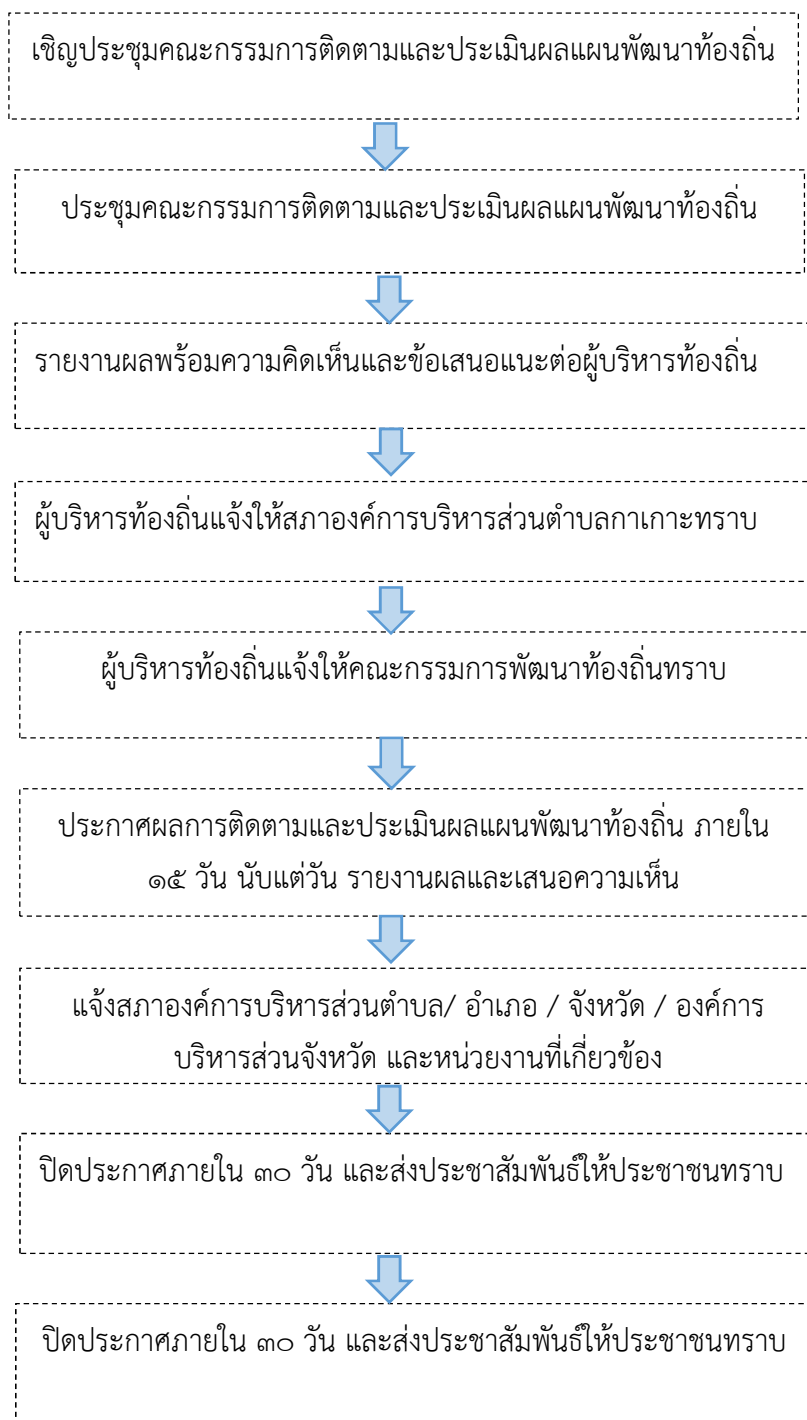 เชิญประชุมคณะกรรมการติดตามและประเมินผลแผนพัฒนาท้องถิ่น
ประชุมคณะกรรมการติดตามและประเมินผลแผนพัฒนาท้องถิ่น
รายงานผลพร้อมความคิดเห็นและข้อเสนอแนะต่อผู้บริหารท้องถิ่น
ผู้บริหารท้องถิ่นแจ้งให้สภาองค์การบริหารส่วนตำบลกาเกาะทราบ
ผู้บริหารท้องถิ่นแจ้งให้คณะกรรมการพัฒนาท้องถิ่นทราบ
ประกาศผลการติดตามและประเมินผลแผนพัฒนาท้องถิ่น ภายใน
๑๕ วัน นับแต่วัน รายงานผลและเสนอความเห็น
แจ้งสภาองค์การบริหารส่วนตำบล/ อำเภอ / จังหวัด / องค์การ
บริหารส่วนจังหวัด และหน่วยงานที่เกี่ยวข้อง
ปิดประกาศภายใน ๓๐ วัน และส่งประชาสัมพันธ์ให้ประชาชนทราบ
ปิดประกาศภายใน ๓๐ วัน และส่งประชาสัมพันธ์ให้ประชาชนทราบ